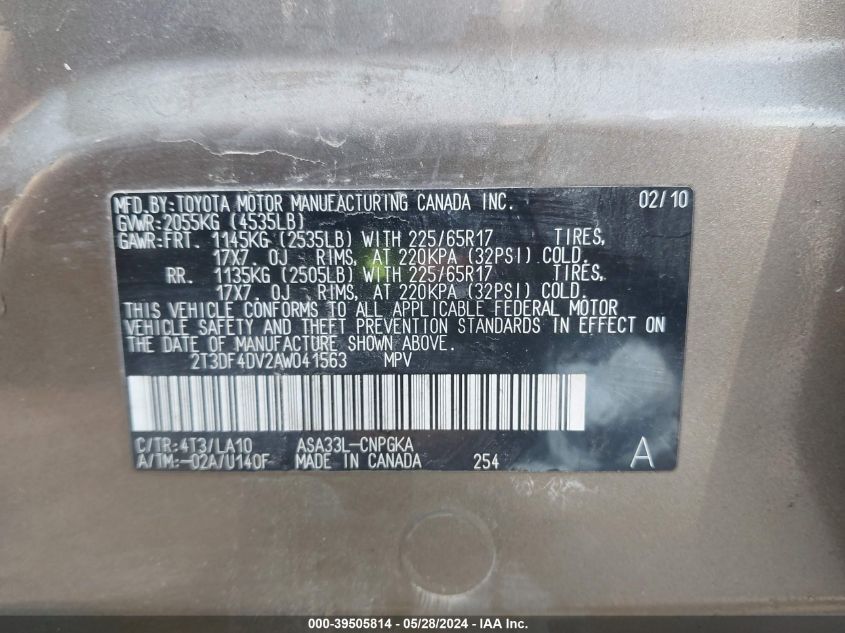 MFD.BY:TOYOTA MOTOR MANUFACTURING CANADA INC. 02/10
GVWR:2055KG (4535LB)
GAWR:FRT. 1145KG (2535LB) WITH 225/65R17 TIRES,
17X7.0J RIMS, AT 220KPA (32PSI) COLD.
RR. 1135KG (2505LB) WITH 225/65R17 TIRES,
17X7.0J RIMS, AT 220KPA (32PSI) COLD.
THIS VEHICLE CONFORMS TO ALL APPLICABLE FEDERAL MOTOR
VEHICLE SAFETY AND THEFT PREVENTION STANDARDS IN EFFECT ON
THE DATE OF MANUFACTURE SHOWN ABOVE.
2T3DF4DV2AW041563 MPV
C/TR:4T3/LA10 ASA33L-CNPGKA
A/TM:-02A/U140F MADE IN CANADA 254 A
000-39505814 - 05/28/2024 - IAA Inc.